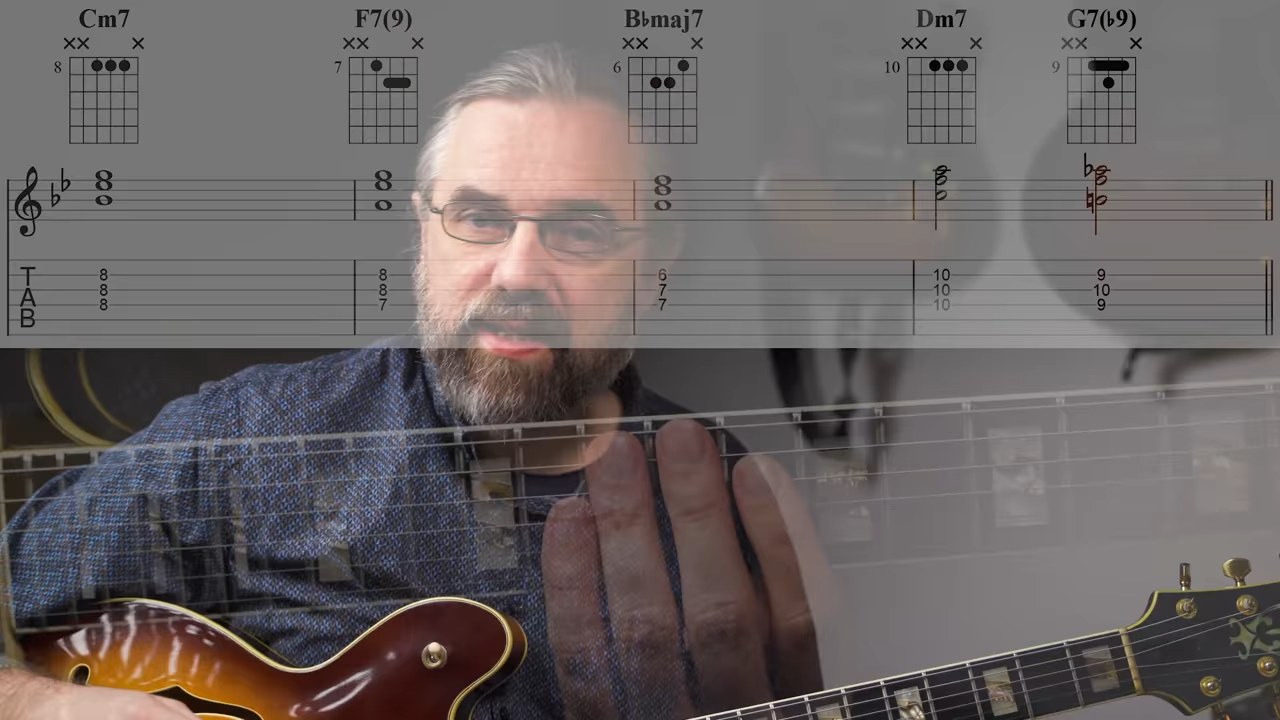 Cm7 F7(9) B♭maj7 Dm7 G7(♭9)
×× × ×× × ×× × ×× × ×× ×
8 7 6 10 9
T 8 8 6 10 9
A 8 8 7 10 10
B 8 7 7 10 9